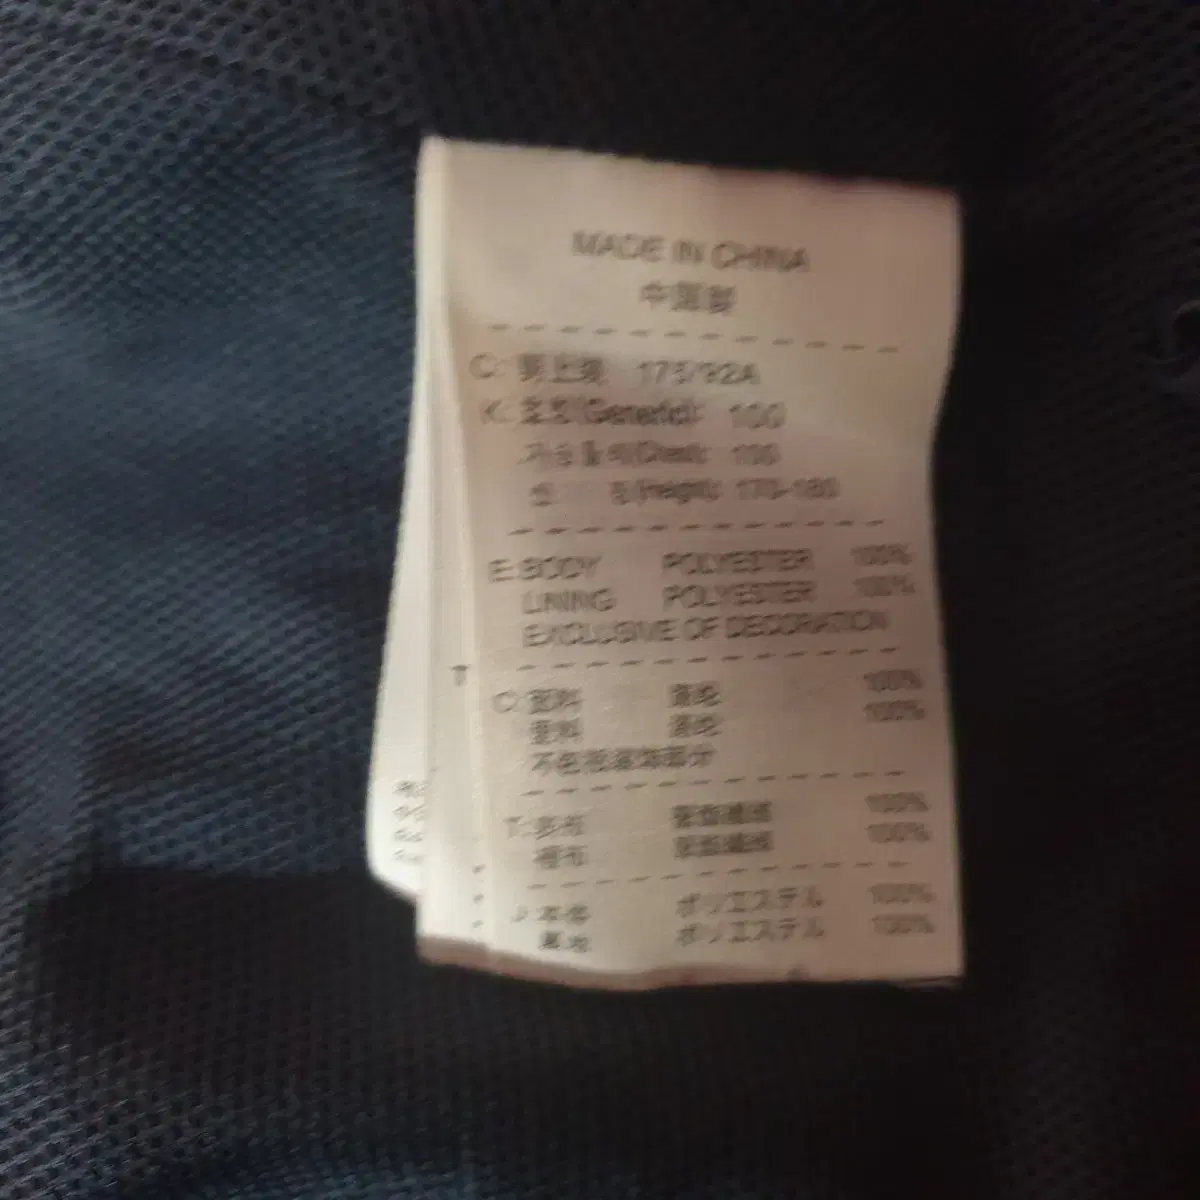 MADE IN CHINA
中国製
C: 男上装 175/92A
K: 호칭(Generic): 100
가슴둘레(Chest): 100
신 장(Height): 170-180
E: BODY POLYESTER 100%
LINING POLYESTER 100%
EXCLUSIVE OF DECORATION
C: 面料 涤纶 100%
里料 涤纶 100%
不包括装饰部分
T: 表布 聚酯纖維 100%
裡布 聚酯纖維 100%
J: 本体 ポリエステル 100%
裏地 ポリエステル 100%
T